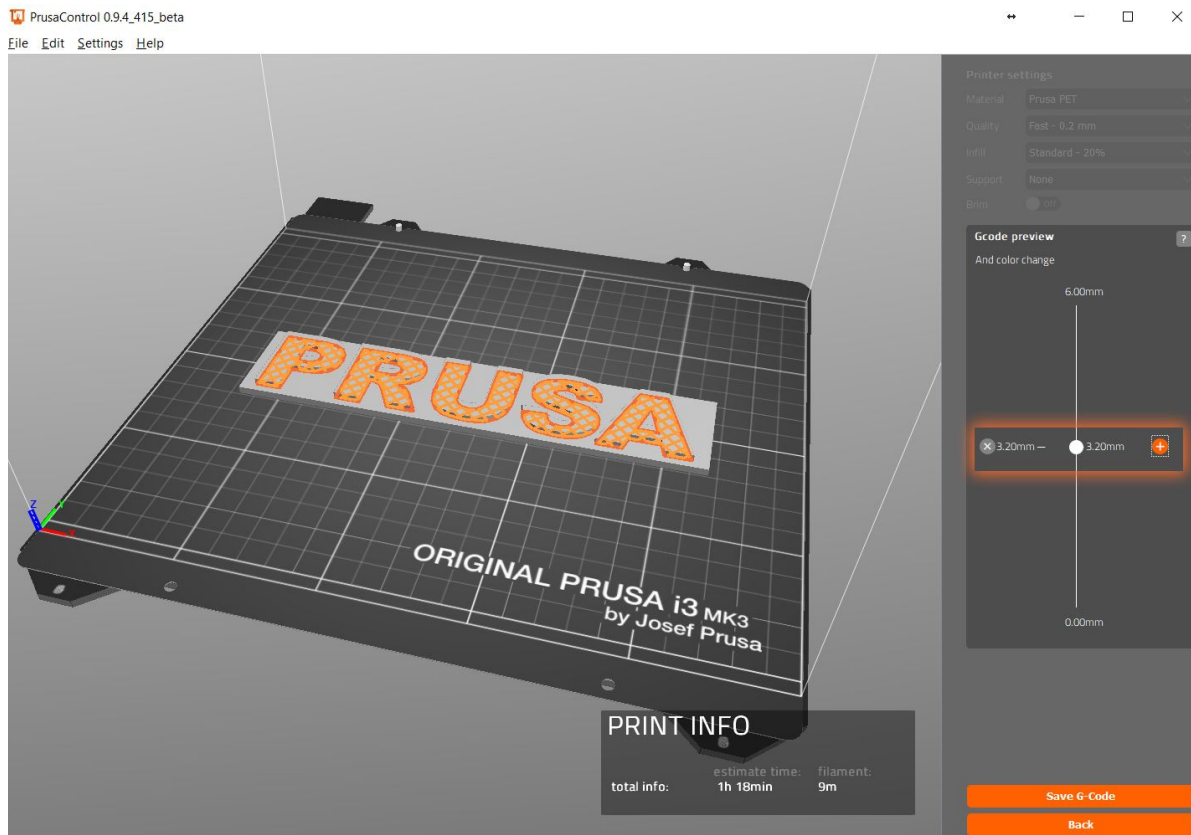 PrusaControl 0.9.4_415_beta
File Edit Settings Help
Printer settings
Material Prusa PET
Quality Fast - 0.2 mm
Infill Standard - 20%
Support None
Brim Off
Gcode preview ?
And color change
6.00mm
3.20mm 3.20mm
0.00mm
PRUSA
Z Y X
ORIGINAL PRUSA i3 MK3
by Josef Prusa
PRINT INFO
estimate time: filament:
total info: 1h 18min 9m
Save G-Code
Back